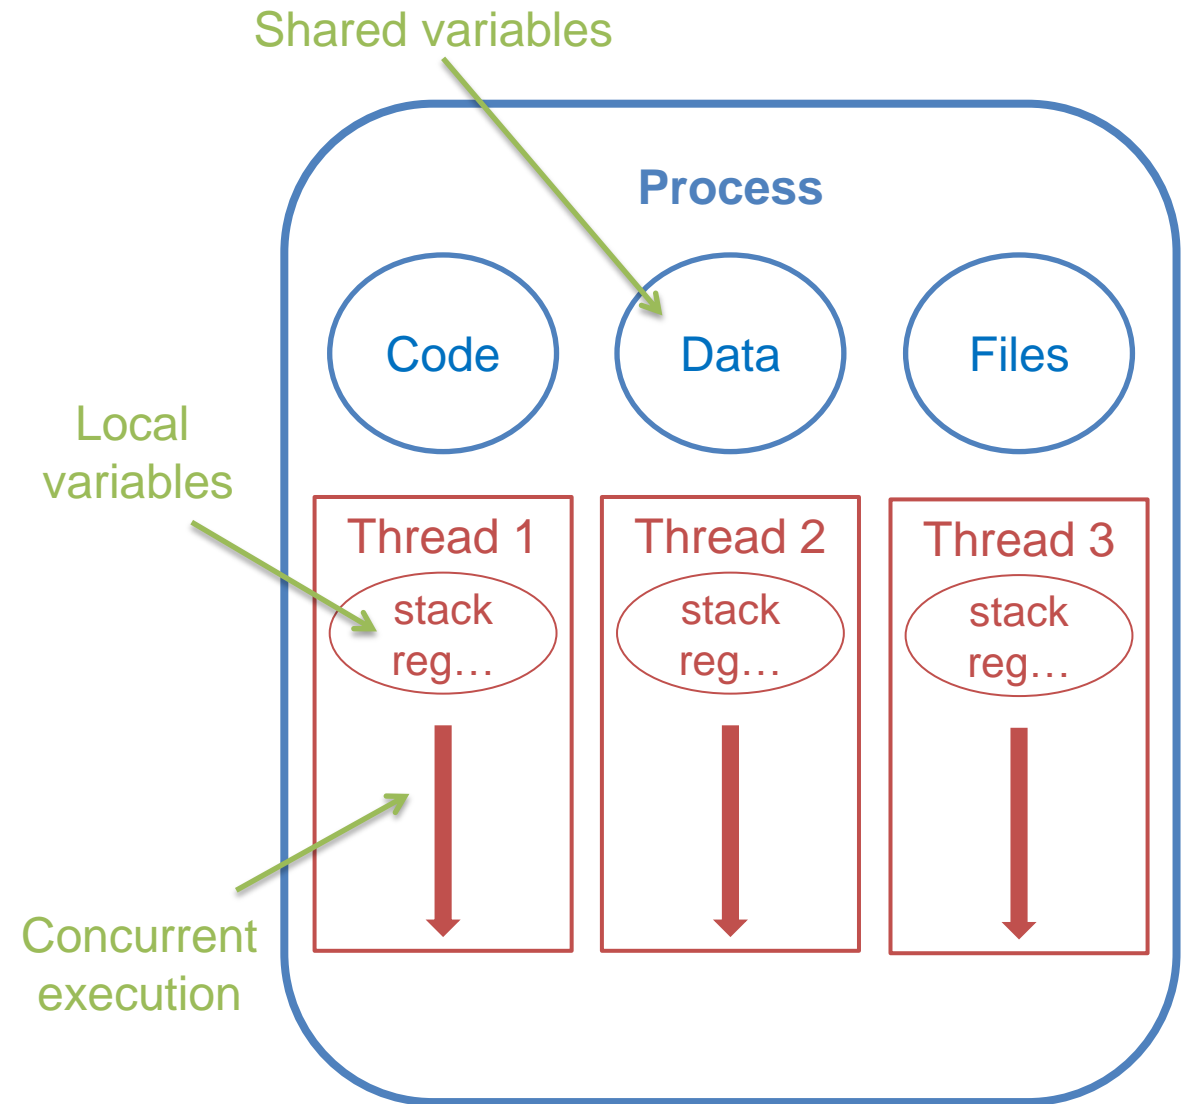 Shared variables
Process
Code
Data
Files
Local
variables
Thread 1
stack
reg…
Thread 2
stack
reg…
Thread 3
stack
reg…
Concurrent
execution